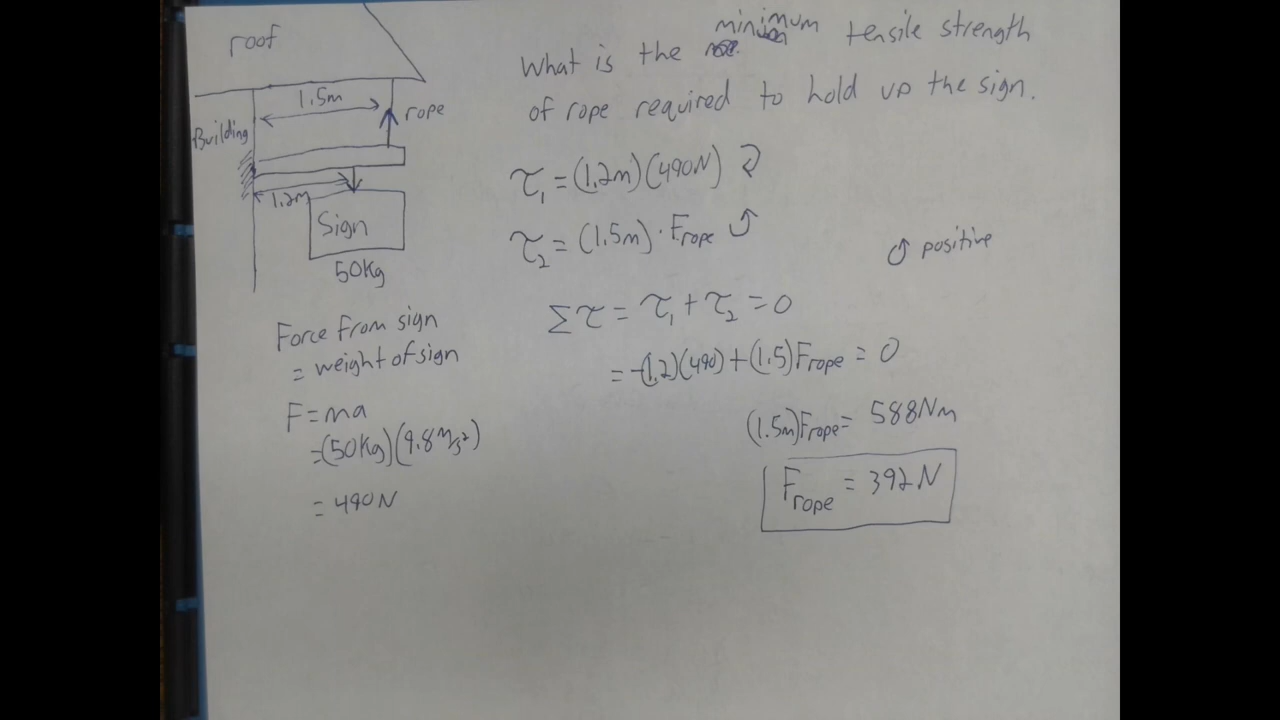 roof
1.5m
rope
Building
1.2m
Sign
50Kg
Force from sign
= weight of sign
F=ma
=(50Kg)(9.8m/s²)
= 490N
What is the minimum tensile strength
of rope required to hold up the sign.
τ₁ = (1.2m)(490N) ↻
τ₂ = (1.5m)·Frope ↺
↺ positive
Στ = τ₁ + τ₂ = 0
= -(1.2)(490) + (1.5)Frope = 0
(1.5m)Frope = 588Nm
Frope = 392N